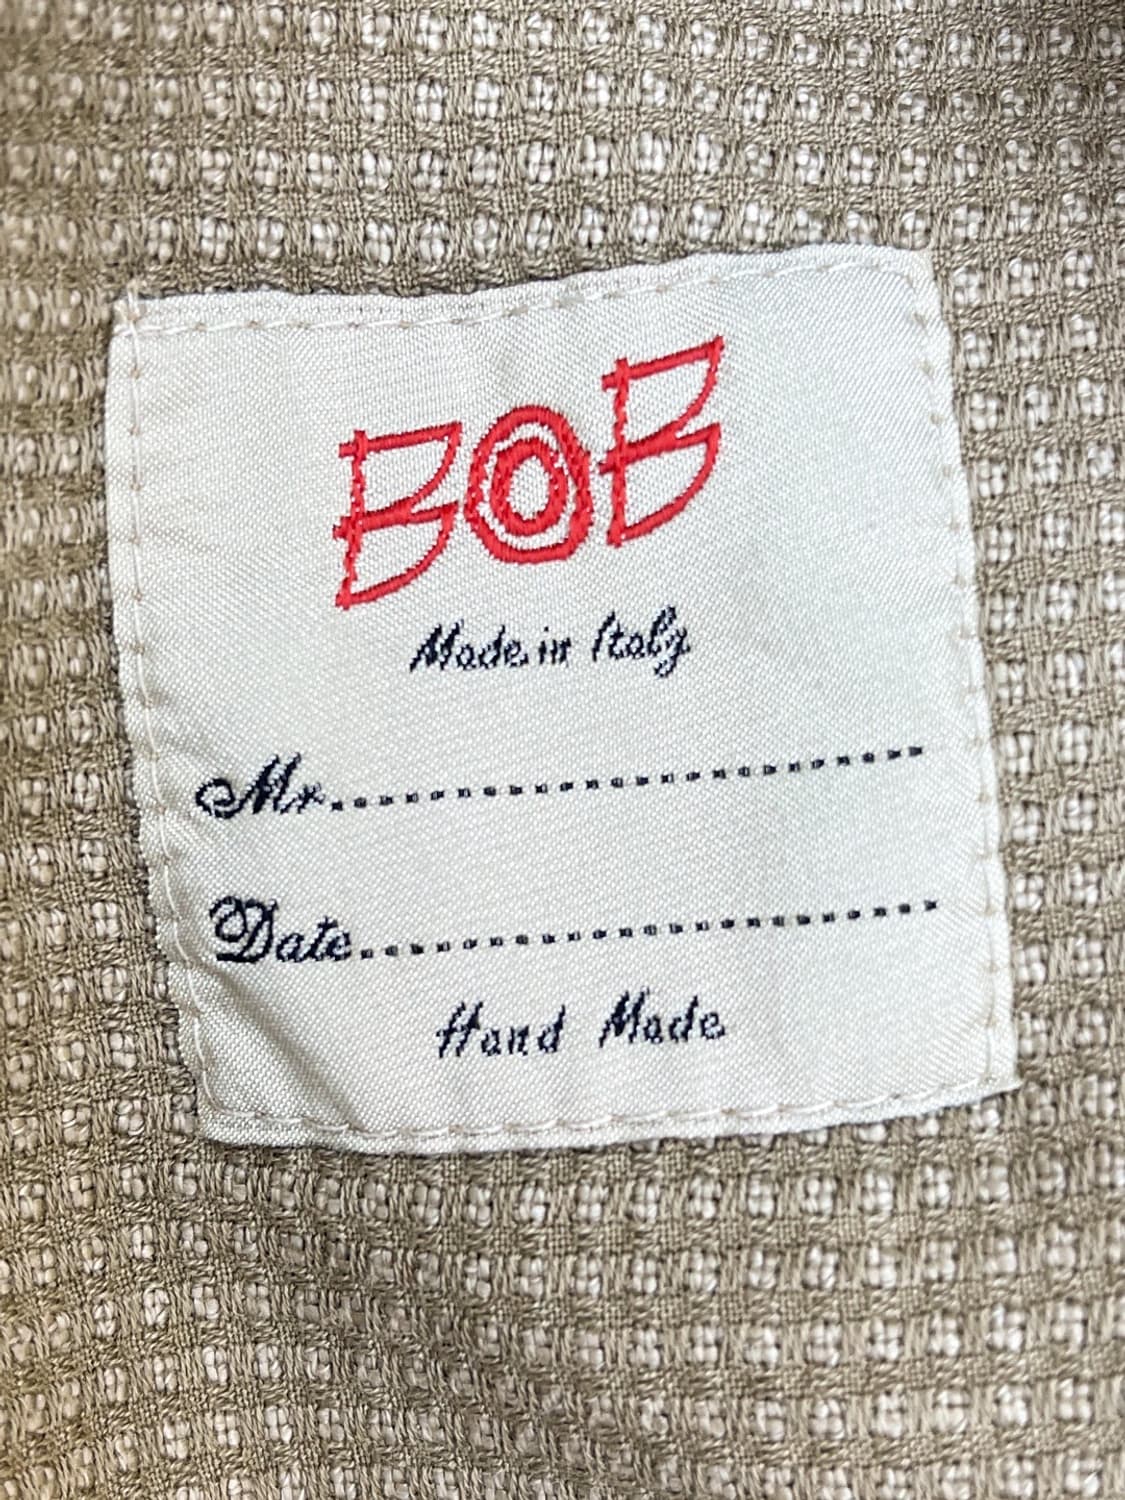 BOB
Made in Italy
Mr..............................
Date..............................
Hand Made